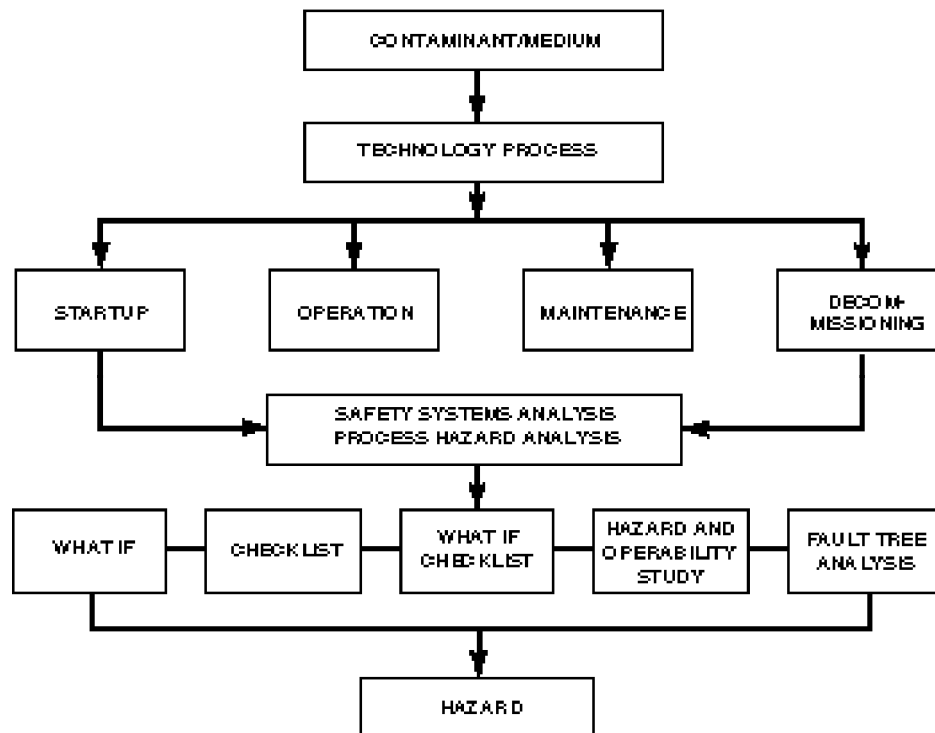 CONTAMINANT/MEDIUM
TECHNOLOGY PROCESS
STARTUP
OPERATION
MAINTENANCE
DECOM-
MISSIONING
SAFETY SYSTEMS ANALYSIS
PROCESS HAZARD ANALYSIS
WHAT IF
CHECKLIST
WHAT IF
CHECKLIST
HAZARD AND
OPERABILITY
STUDY
FAULT TREE
ANALYSIS
HAZARD